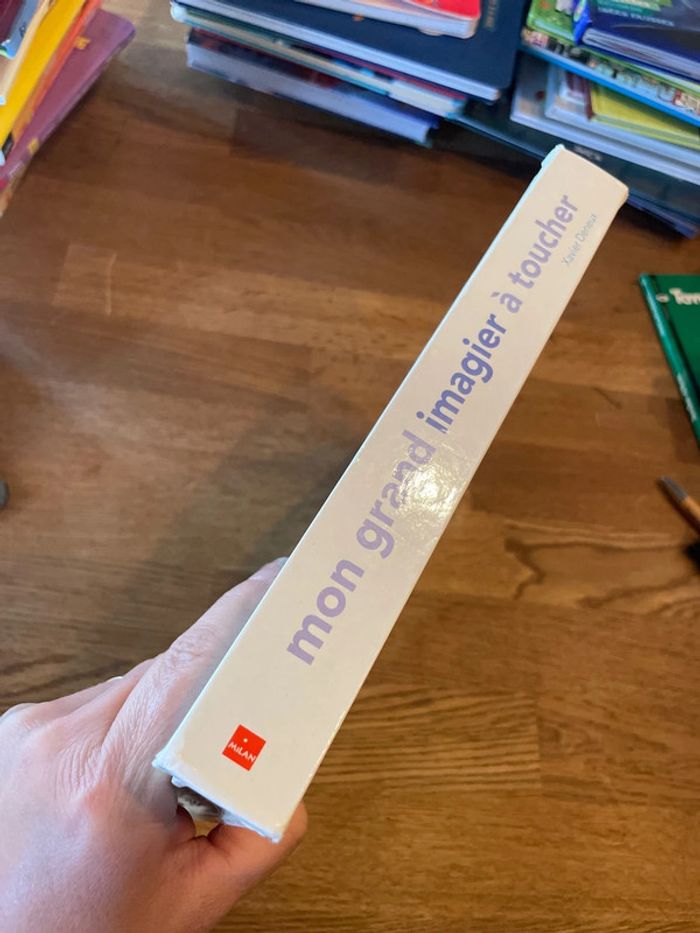 mon grand imagier à toucher
Xavier Deneux
MiLAN